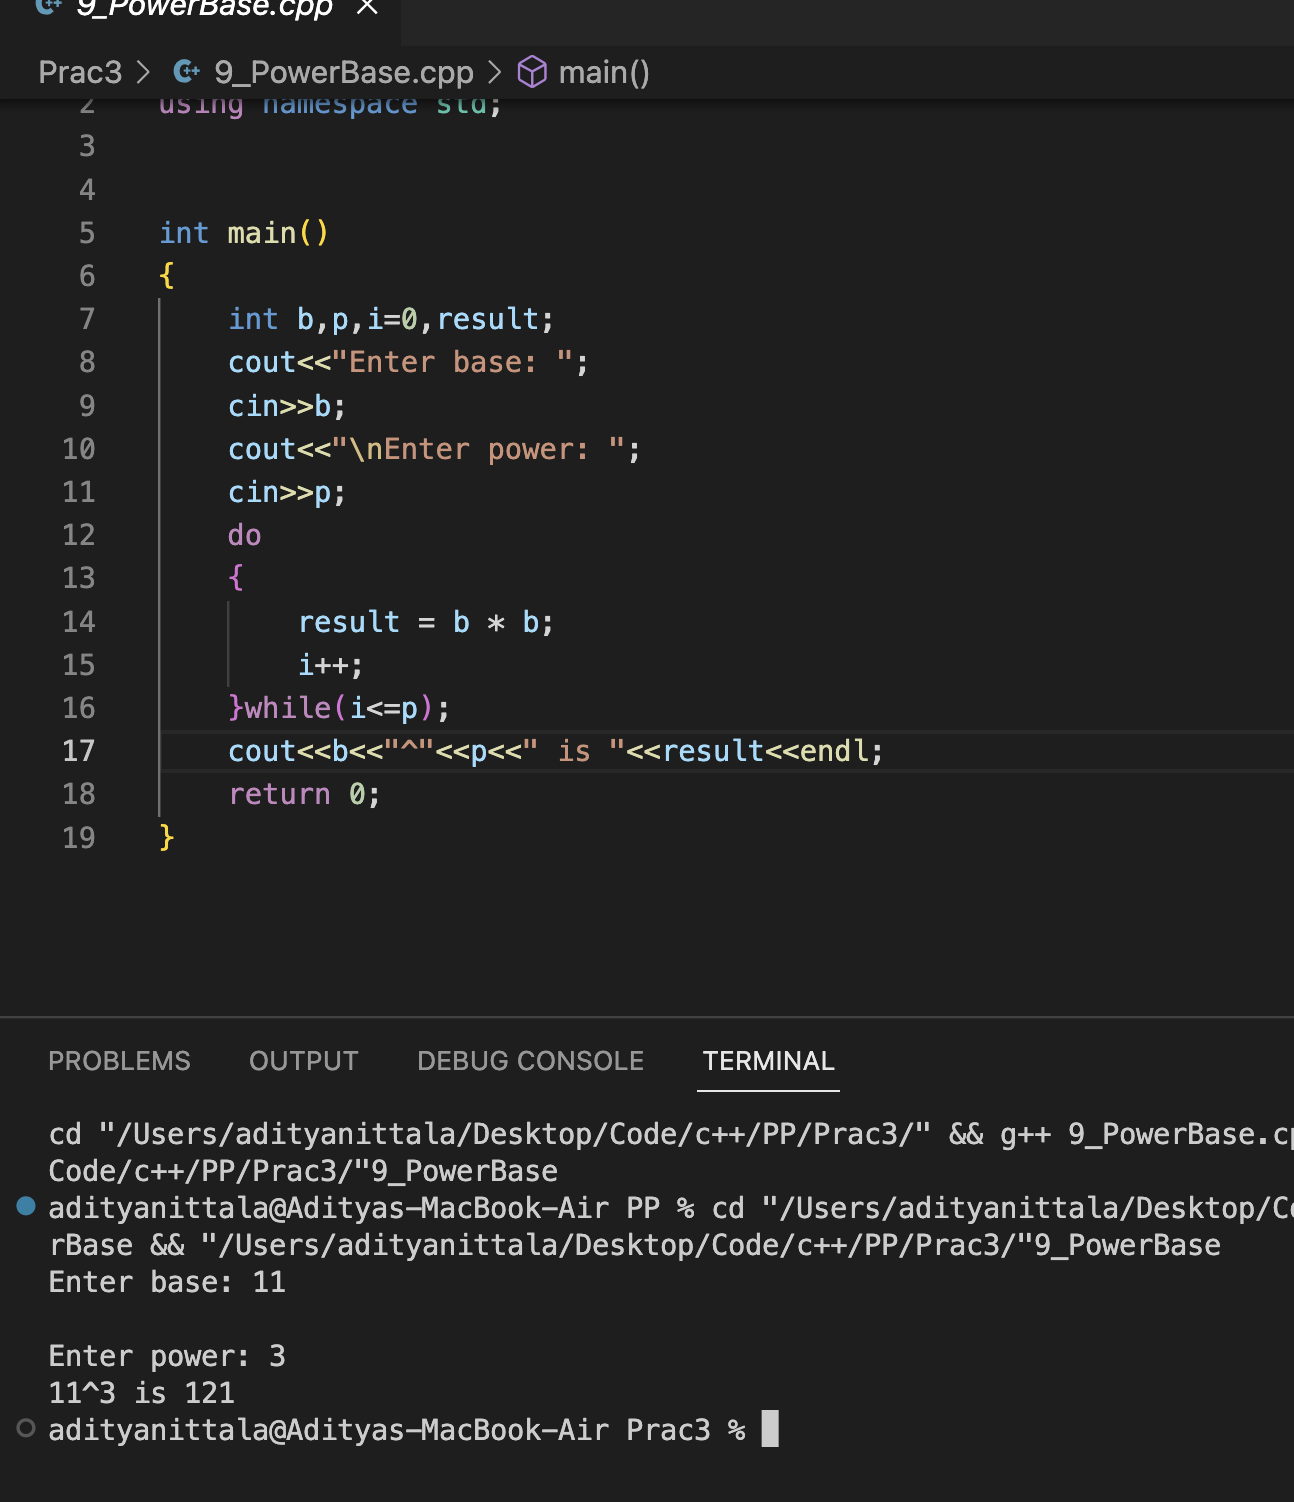 9_PowerBase.cpp ×
Prac3 > 9_PowerBase.cpp > main()
2 using namespace std;
3
4
5 int main()
6 {
7 int b,p,i=0,result;
8 cout<<"Enter base: ";
9 cin>>b;
10 cout<<"\nEnter power: ";
11 cin>>p;
12 do
13 {
14 result = b * b;
15 i++;
16 }while(i<=p);
17 cout<<b<<"^"<<p<<" is "<<result<<endl;
18 return 0;
19 }
PROBLEMS OUTPUT DEBUG CONSOLE TERMINAL
cd "/Users/adityanittala/Desktop/Code/c++/PP/Prac3/" && g++ 9_PowerBase.cp
Code/c++/PP/Prac3/"9_PowerBase
adityanittala@Adityas-MacBook-Air PP % cd "/Users/adityanittala/Desktop/Co
rBase && "/Users/adityanittala/Desktop/Code/c++/PP/Prac3/"9_PowerBase
Enter base: 11
Enter power: 3
11^3 is 121
adityanittala@Adityas-MacBook-Air Prac3 %